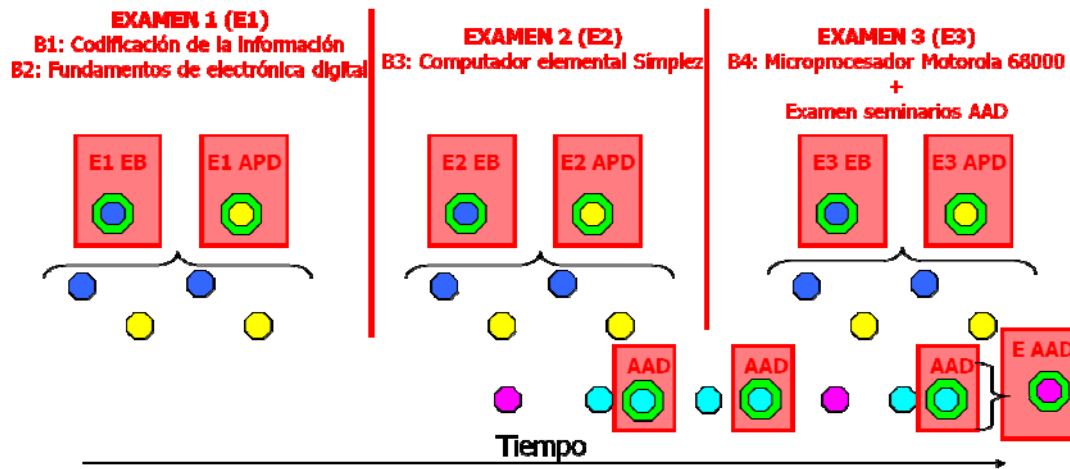 EXAMEN 1 (E1)
B1: Codificación de la información
B2: Fundamentos de electrónica digital
EXAMEN 2 (E2)
B3: Computador elemental Símplez
EXAMEN 3 (E3)
B4: Microprocesador Motorola 68000
+
Examen seminarios AAD
E1 EB
E1 APD
E2 EB
E2 APD
E3 EB
E3 APD
AAD
AAD
AAD
E AAD
Tiempo